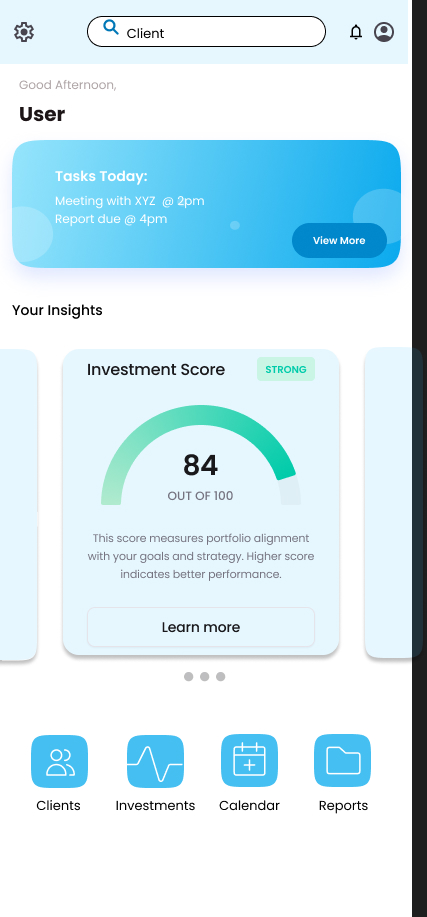 Client
Good Afternoon,
User
Tasks Today:
Meeting with XYZ  @ 2pm
Report due @ 4pm
View More
Your Insights
Investment Score
STRONG
84
OUT OF 100
This score measures portfolio alignment
with your goals and strategy. Higher score
indicates better performance.
Learn more
Clients
Investments
Calendar
Reports